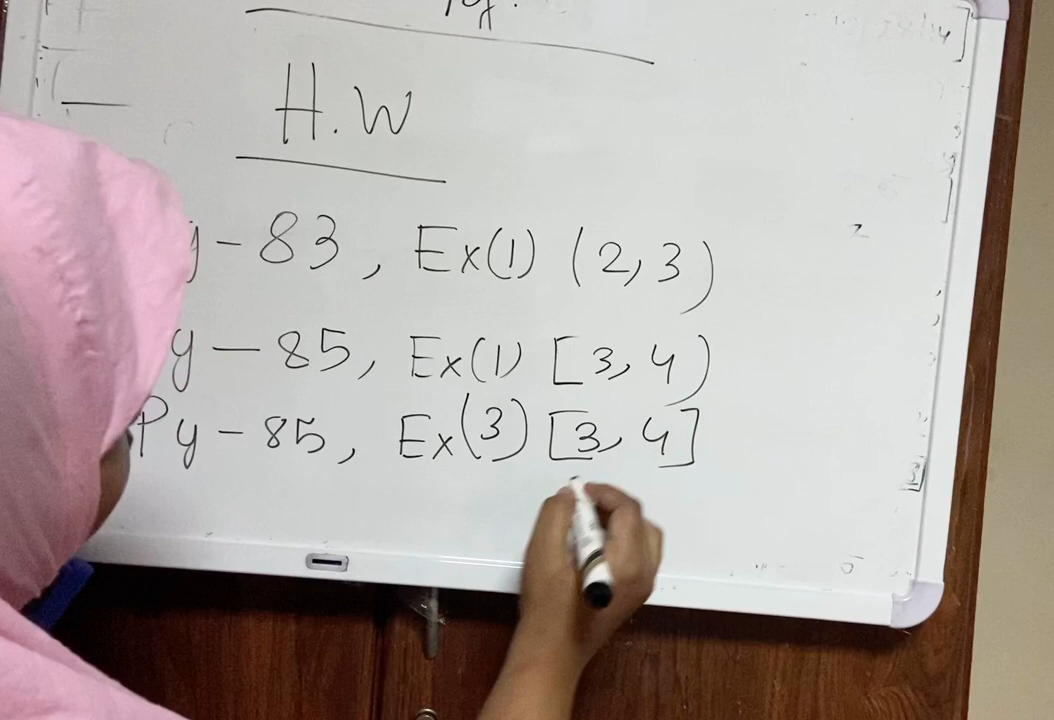 H.W
- 83, Ex(1) (2,3)
y - 85, Ex(1) [3,4)
Py - 85, Ex(3) [3,4]